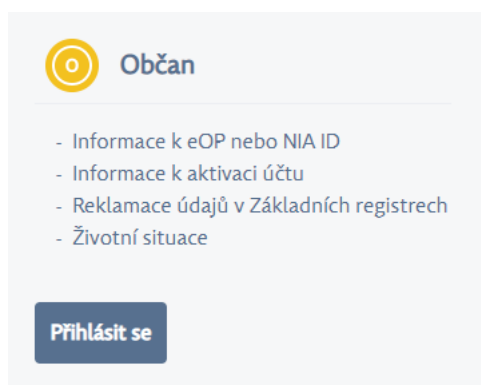 O
Občan
- Informace k eOP nebo NIA ID
- Informace k aktivaci účtu
- Reklamace údajů v Základních registrech
- Životní situace
Přihlásit se